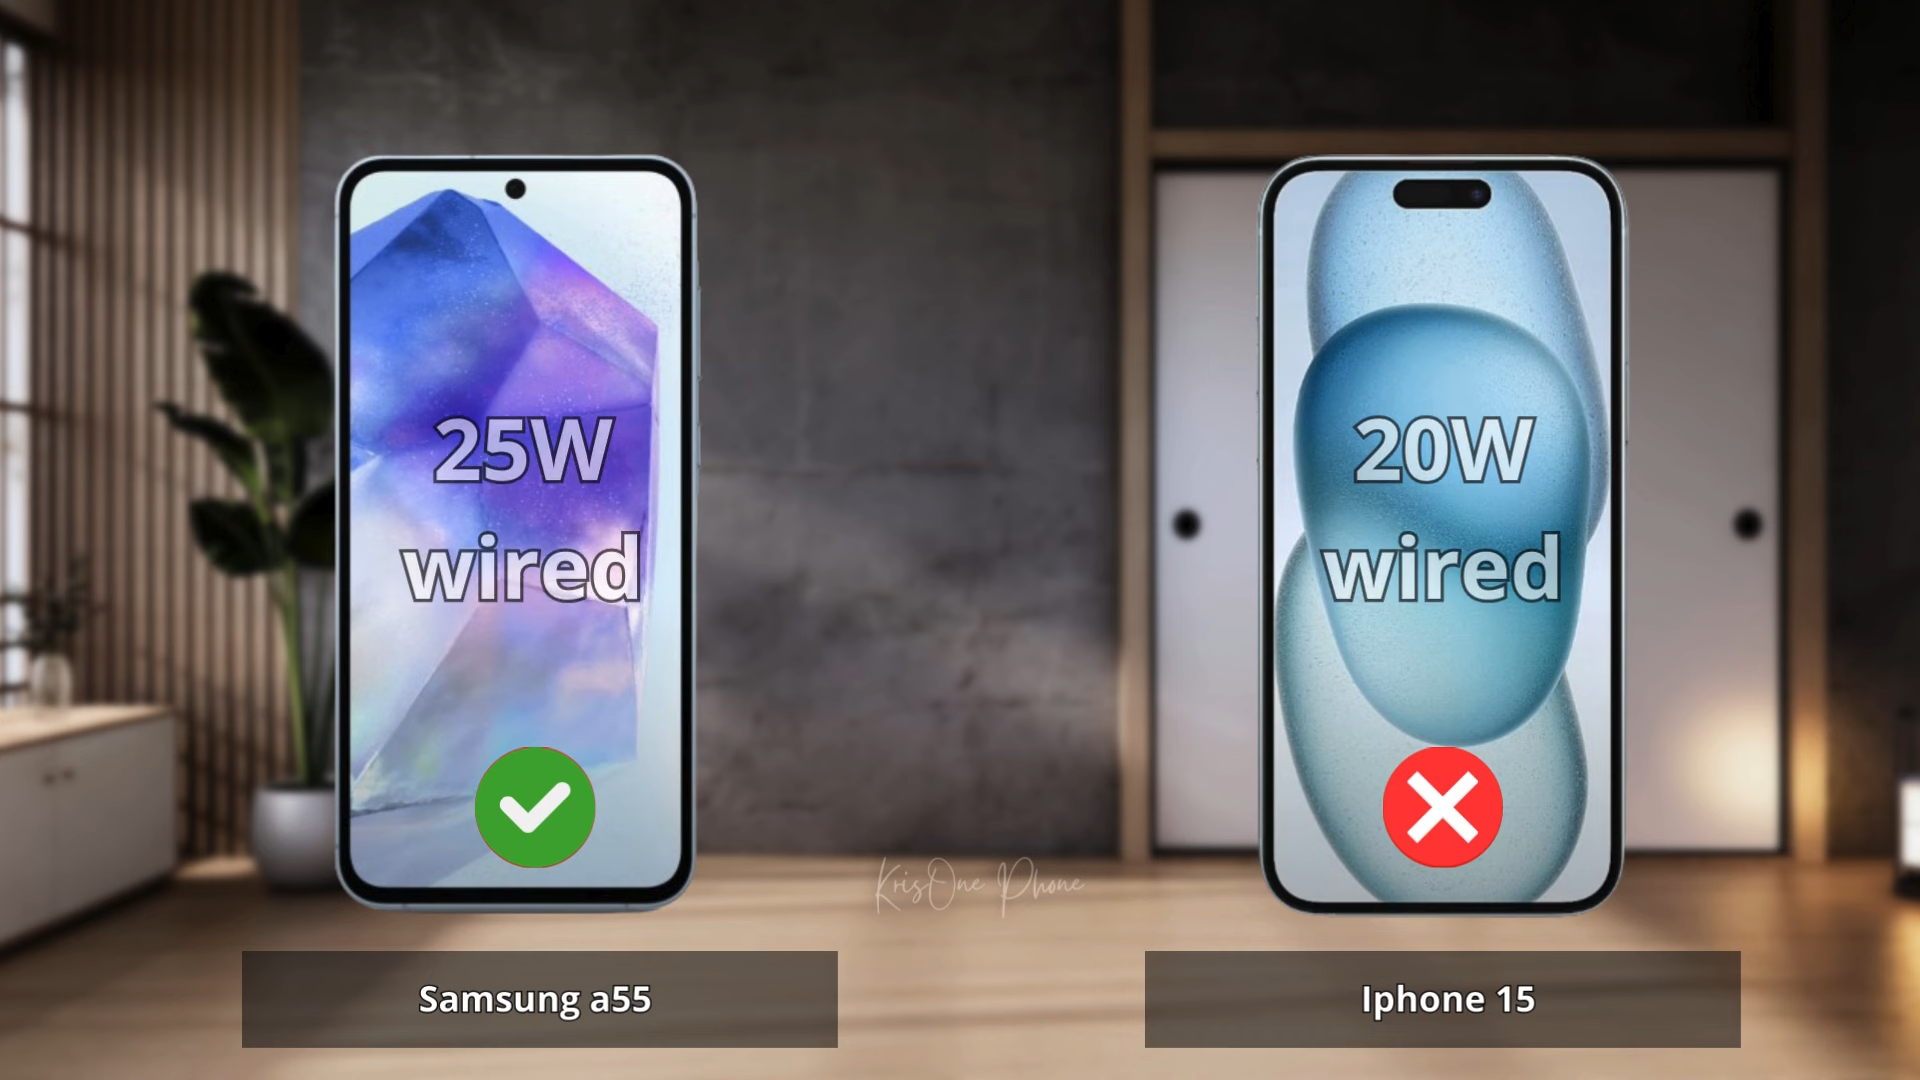 25W
wired
20W
wired
KrisOne Phone
Samsung a55
Iphone 15